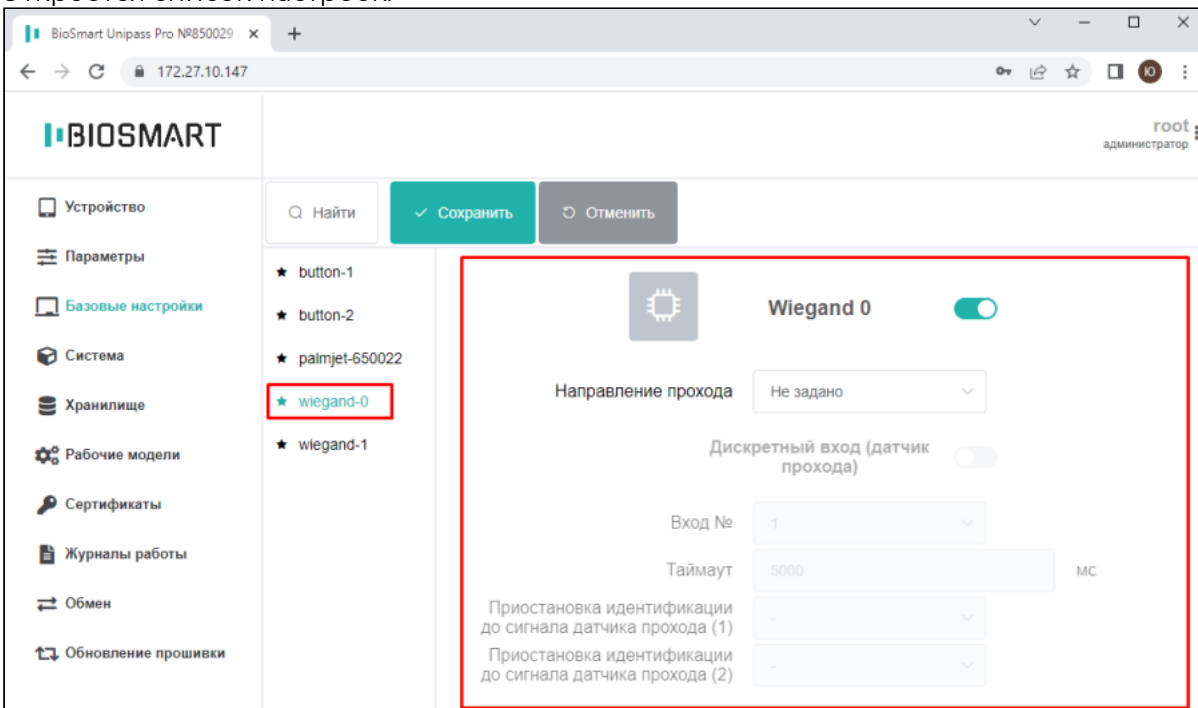 Откроется список настроек.
BioSmart Unipass Pro №850029
172.27.10.147
Ю
BIOSMART
root
администратор
Устройство
Найти
Сохранить
Отменить
Параметры
button-1
Базовые настройки
button-2
Wiegand 0
Система
palmjet-650022
Направление прохода
Не задано
Хранилище
wiegand-0
Рабочие модели
wiegand-1
Дискретный вход (датчик
прохода)
Сертификаты
Вход №
1
Журналы работы
Таймаут
5000
мс
Обмен
Приостановка идентификации
до сигнала датчика прохода (1)
-
Обновление прошивки
Приостановка идентификации
до сигнала датчика прохода (2)
-